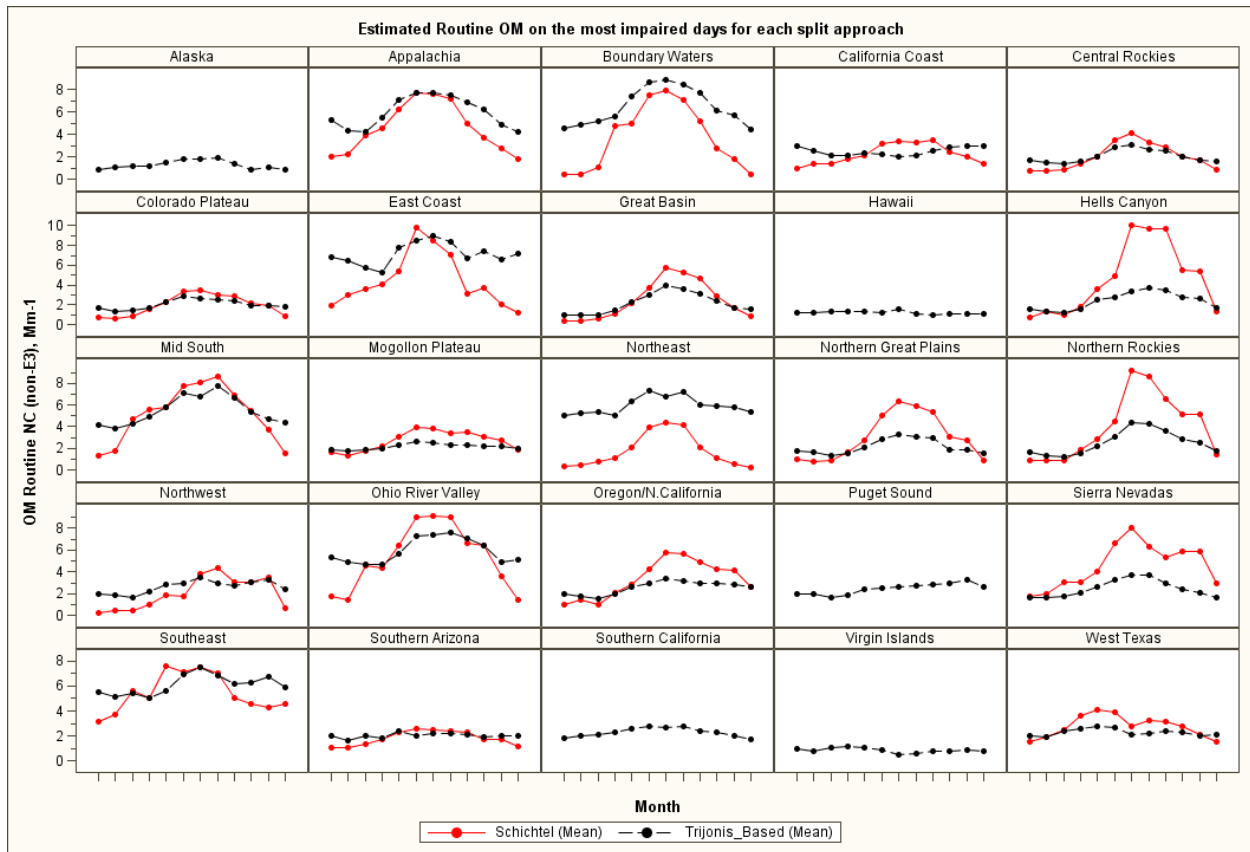 Estimated Routine OM on the most impaired days for each split approach
Alaska Appalachia Boundary Waters California Coast Central Rockies
8
6
4
2
0
Colorado Plateau East Coast Great Basin Hawaii Hells Canyon
10
8
6
4
2
0
Mid South Mogollon Plateau Northeast Northern Great Plains Northern Rockies
8
6
4
2
0
Northwest Ohio River Valley Oregon/N.California Puget Sound Sierra Nevadas
8
6
4
2
0
Southeast Southern Arizona Southern California Virgin Islands West Texas
8
6
4
2
0
OM Routine NC (non-E3), Mm-1
Month
Schichtel (Mean) Trijonis_Based (Mean)